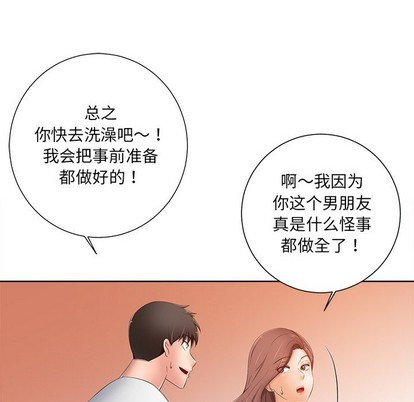 总之
你快去洗澡吧～！
我会把事前准备
都做好的！
啊～我因为
你这个男朋友
真是什么怪事
都做全了！